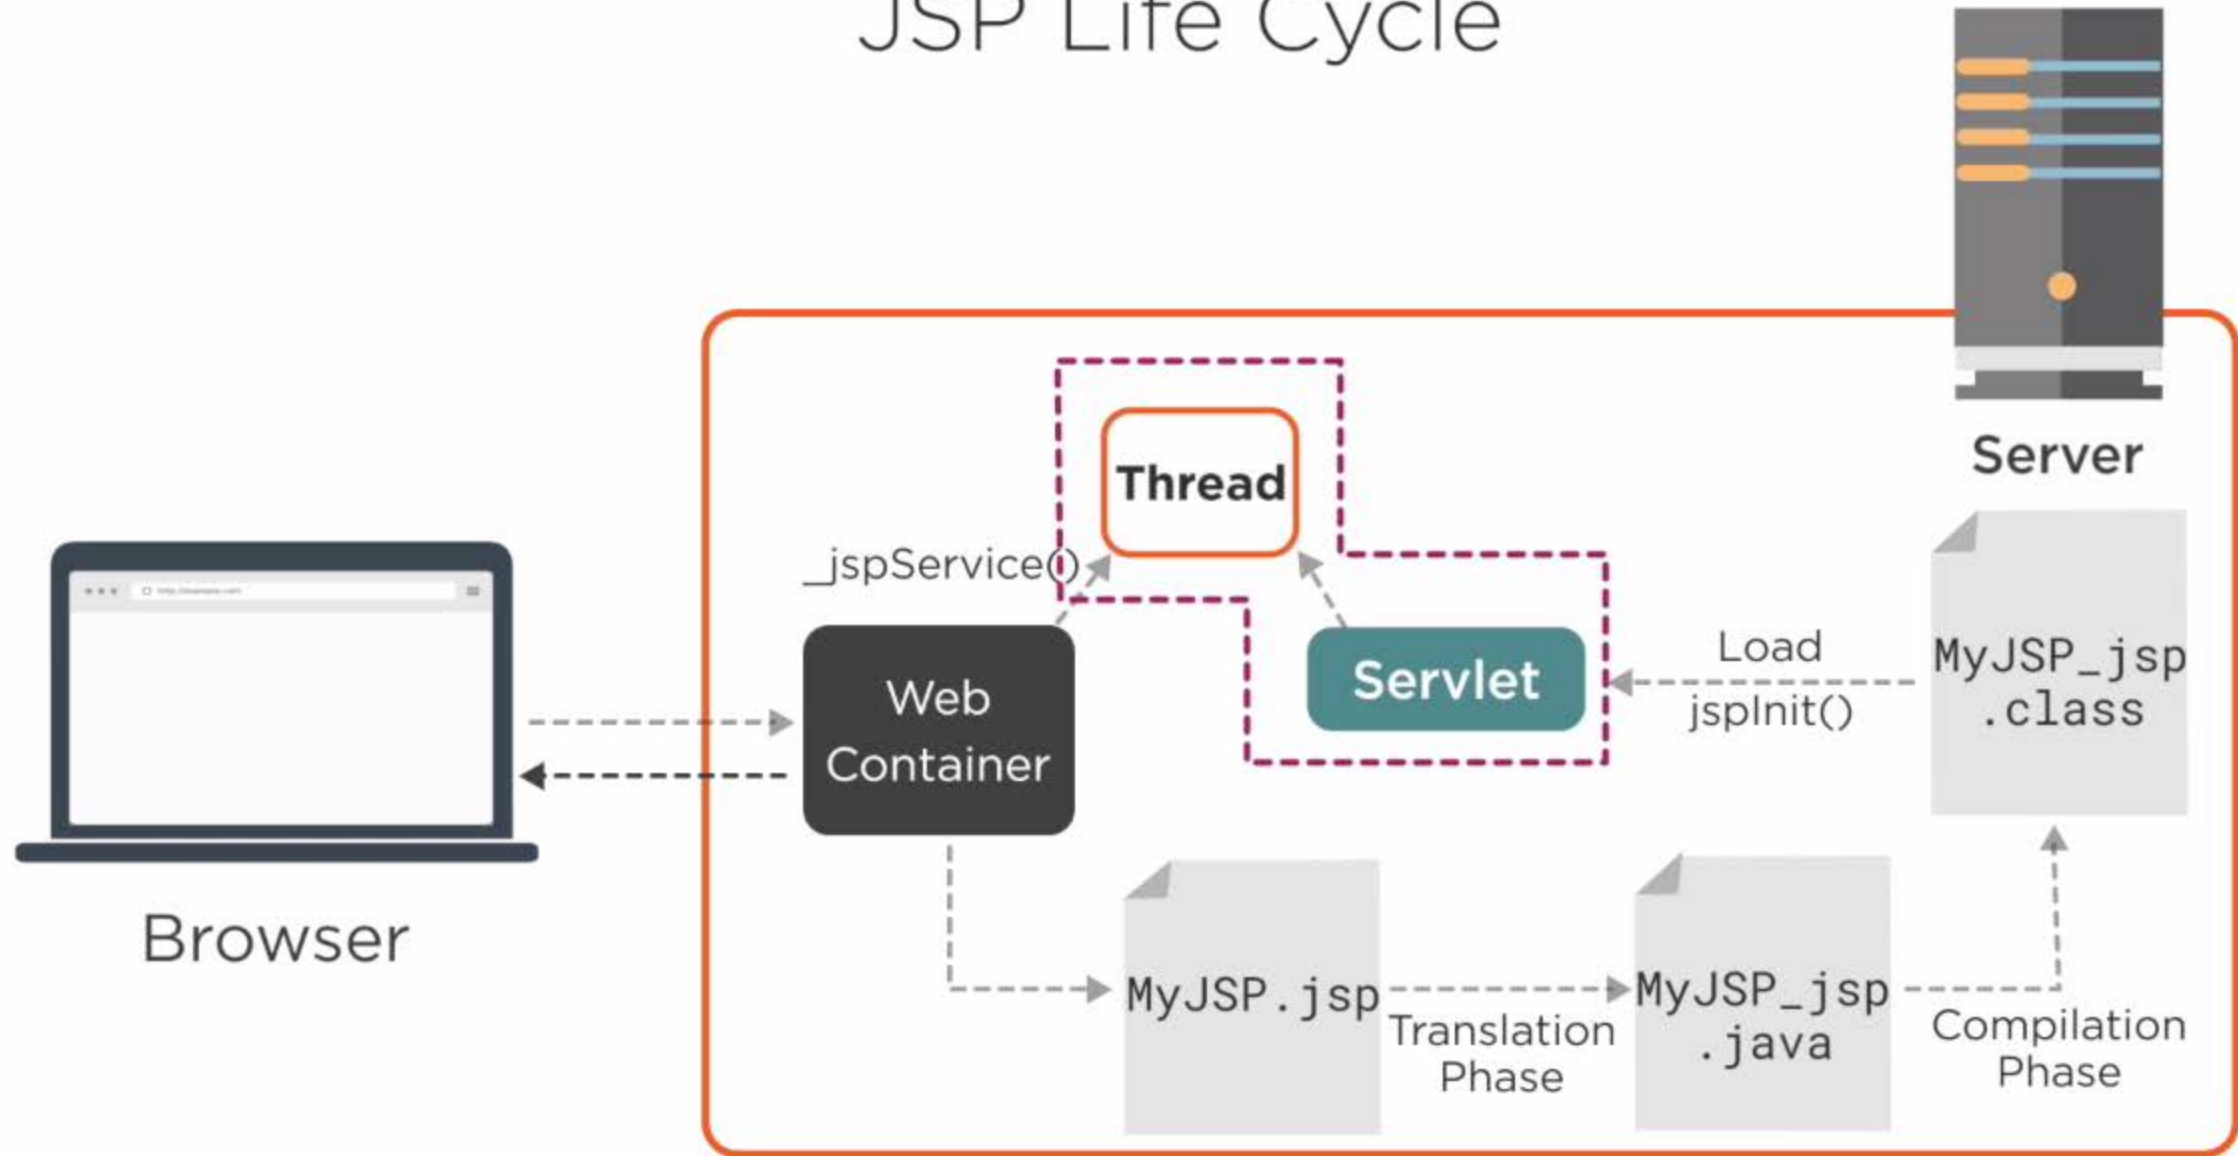 JSP Life Cycle
Server
Thread
_jspService()
Web
Container
Servlet
Load
jspInit()
MyJSP_jsp
.class
Browser
MyJSP.jsp
Translation
Phase
MyJSP_jsp
.java
Compilation
Phase